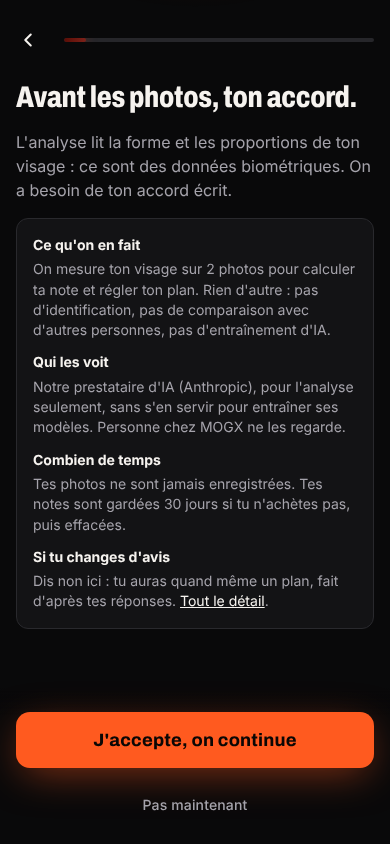 Avant les photos, ton accord.
L'analyse lit la forme et les proportions de ton
visage : ce sont des données biométriques. On
a besoin de ton accord écrit.
Ce qu'on en fait
On mesure ton visage sur 2 photos pour calculer
ta note et régler ton plan. Rien d'autre : pas
d'identification, pas de comparaison avec
d'autres personnes, pas d'entraînement d'IA.
Qui les voit
Notre prestataire d'IA (Anthropic), pour l'analyse
seulement, sans s'en servir pour entraîner ses
modèles. Personne chez MOGX ne les regarde.
Combien de temps
Tes photos ne sont jamais enregistrées. Tes
notes sont gardées 30 jours si tu n'achètes pas,
puis effacées.
Si tu changes d'avis
Dis non ici : tu auras quand même un plan, fait
d'après tes réponses. Tout le détail.
J'accepte, on continue
Pas maintenant